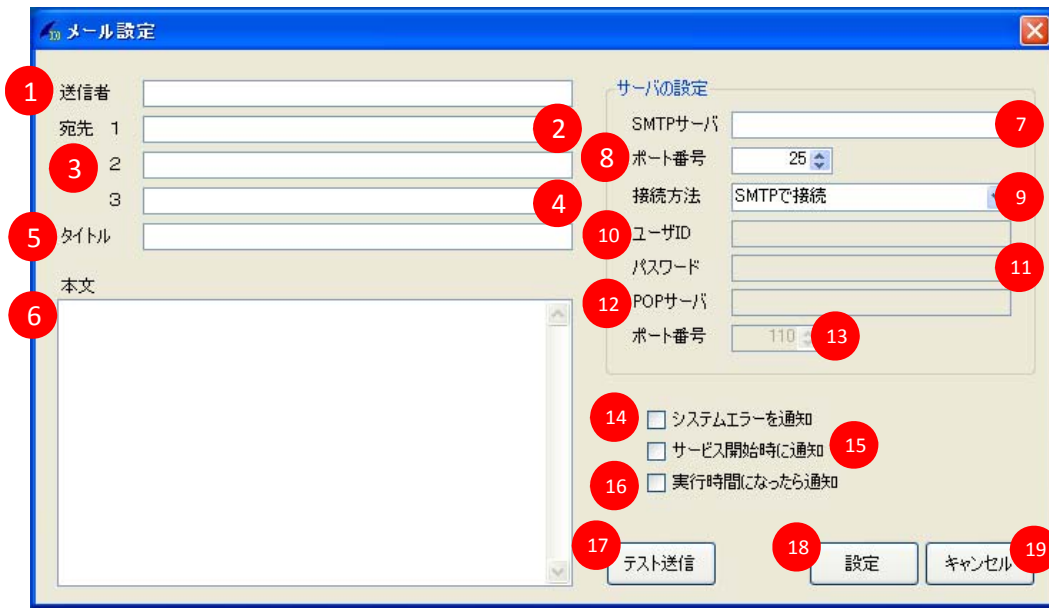 メール設定
1 送信者
宛先 1 2
3 2
3 4
5 タイトル
本文
6
サーバの設定
SMTPサーバ 7
8 ポート番号 25
接続方法 SMTPで接続 9
10 ユーザID
パスワード 11
12 POPサーバ
ポート番号 110 13
14 システムエラーを通知
サービス開始時に通知 15
16 実行時間になったら通知
17 テスト送信 18 設定 キャンセル 19